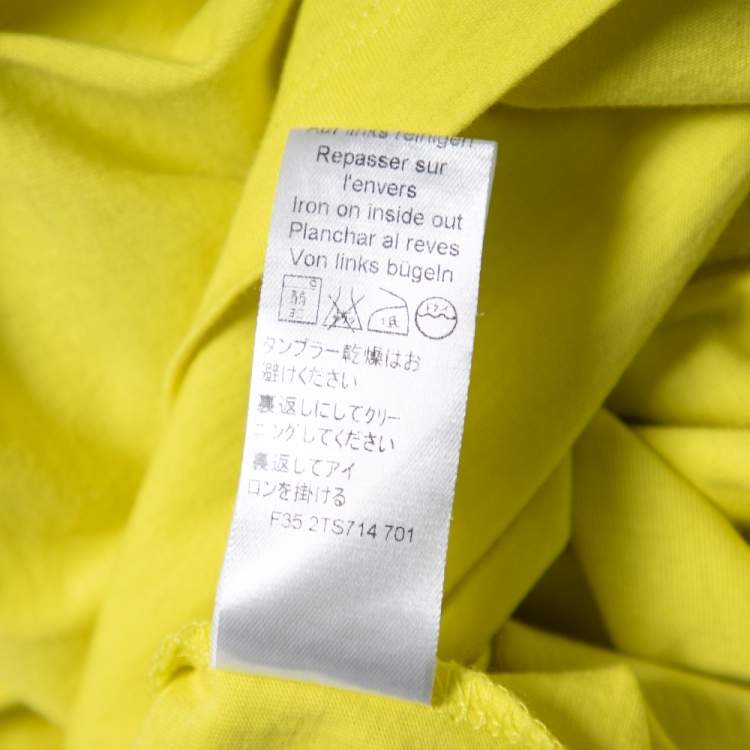 Auf links reinigen
Repasser sur
l'envers
Iron on inside out
Planchar al reves
Von links bügeln
タンブラー乾燥はお
避けください
裏返しにしてクリー
ニングしてください
裏返してアイ
ロンを掛ける
F35 2TS714 701